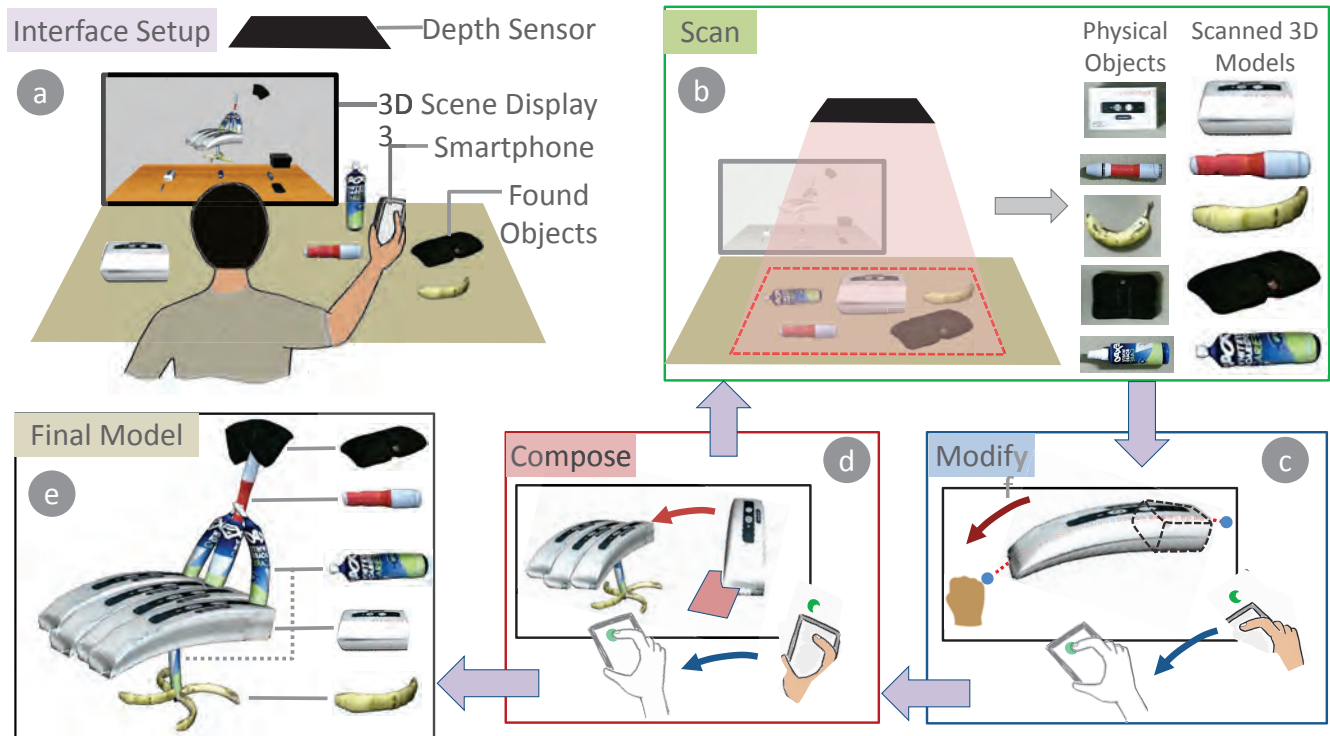 Interface Setup
Depth Sensor
a
3D Scene Display
3
Smartphone
Found
Objects
Scan
b
Physical
Objects
Scanned 3D
Models
Compose
d
Modify
f
c
Final Model
e